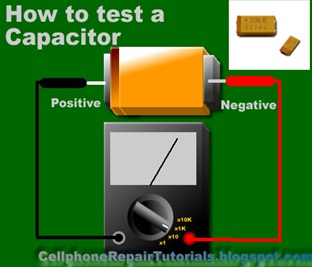 How to test a
Capacitor
Positive
Negative
x10K
x1K
x10
x1
CellphoneRepairTutorials.blogspot.com